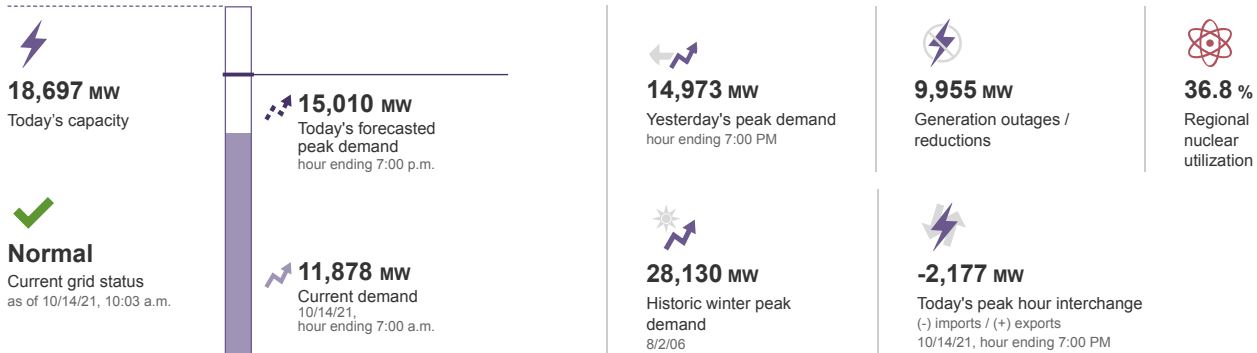 18,697 MW
Today's capacity
Normal
Current grid status
as of 10/14/21, 10:03 a.m.
15,010 MW
Today's forecasted
peak demand
hour ending 7:00 p.m.
11,878 MW
Current demand
10/14/21,
hour ending 7:00 a.m.
14,973 MW
Yesterday's peak demand
hour ending 7:00 PM
9,955 MW
Generation outages /
reductions
36.8 %
Regional
nuclear
utilization
28,130 MW
Historic winter peak
demand
8/2/06
-2,177 MW
Today's peak hour interchange
(-) imports / (+) exports
10/14/21, hour ending 7:00 PM